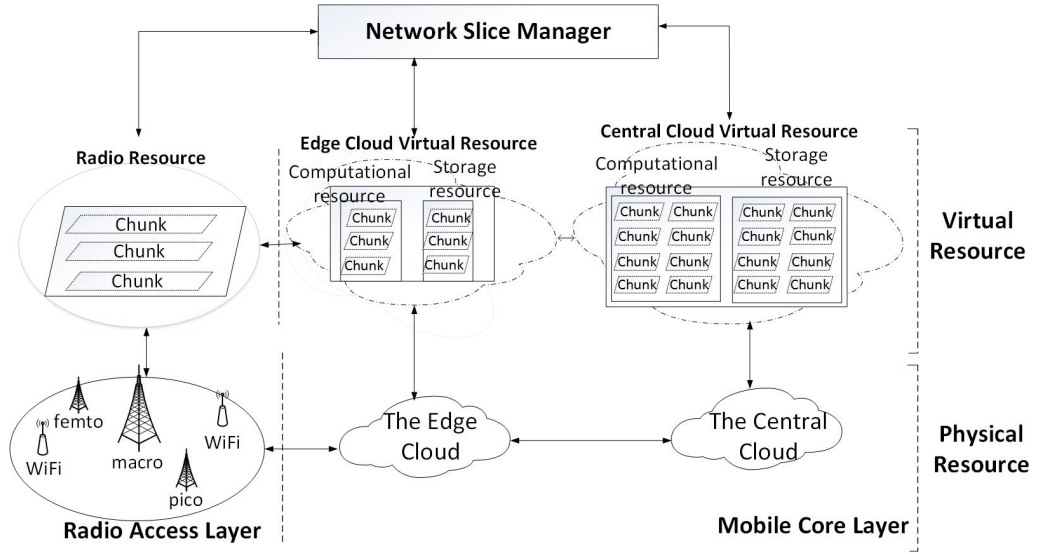 Network Slice Manager
Radio Resource
Chunk
Chunk
Chunk
Edge Cloud Virtual Resource
Computational
resource
Storage
resource
Chunk
Chunk
Chunk
Chunk
Chunk
Chunk
Central Cloud Virtual Resource
Computational
resource
Storage
resource
Chunk Chunk
Chunk Chunk
Chunk Chunk
Chunk Chunk
Chunk Chunk
Chunk Chunk
Chunk Chunk
Chunk Chunk
Virtual
Resource
femto
WiFi
macro
WiFi
pico
Radio Access Layer
The Edge
Cloud
The Central
Cloud
Mobile Core Layer
Physical
Resource